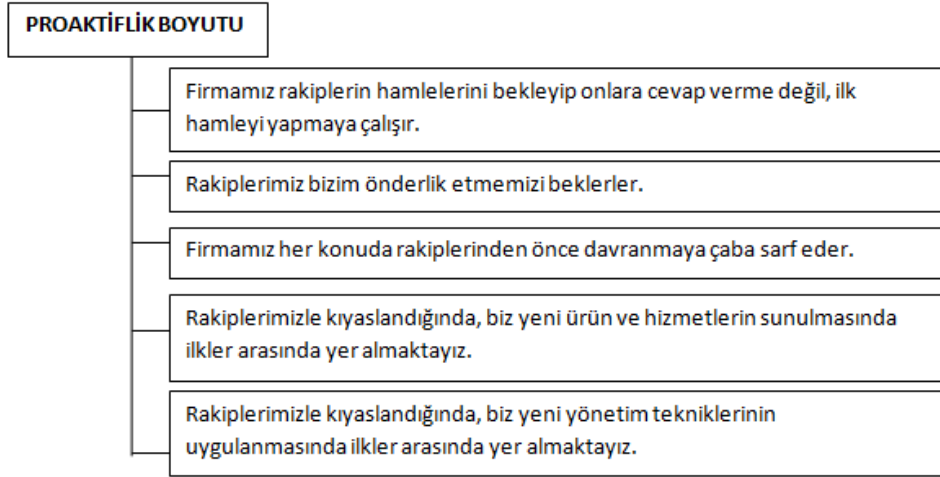 PROAKTİFLİK BOYUTU
Firmamız rakiplerin hamlelerini bekleyip onlara cevap verme değil, ilk
hamleyi yapmaya çalışır.
Rakiplerimiz bizim önderlik etmemizi beklerler.
Firmamız her konuda rakiplerinden önce davranmaya çaba sarf eder.
Rakiplerimizle kıyaslandığında, biz yeni ürün ve hizmetlerin sunulmasında
ilkler arasında yer almaktayız.
Rakiplerimizle kıyaslandığında, biz yeni yönetim tekniklerinin
uygulanmasında ilkler arasında yer almaktayız.